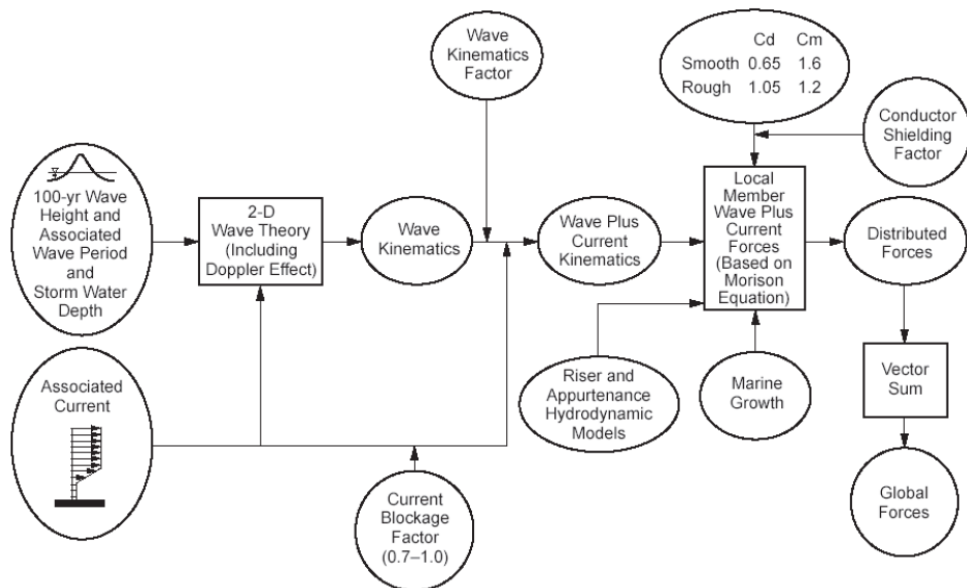 Wave
Kinematics
Factor
Cd Cm
Smooth 0.65 1.6
Rough 1.05 1.2
Conductor
Shielding
Factor
100-yr Wave
Height and
Associated
Wave Period
and
Storm Water
Depth
2-D
Wave Theory
(Including
Doppler Effect)
Wave
Kinematics
Wave Plus
Current
Kinematics
Local
Member
Wave Plus
Current
Forces
(Based on
Morison
Equation)
Distributed
Forces
Associated
Current
Riser and
Appurtenance
Hydrodynamic
Models
Marine
Growth
Vector
Sum
Current
Blockage
Factor
(0.7–1.0)
Global
Forces